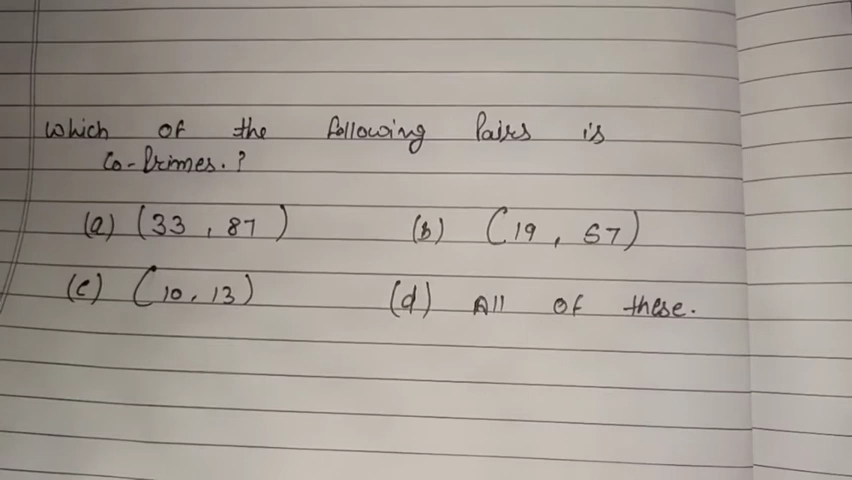 Which of the following Pairs is
Co-Primes.?
(a) (33, 87) (b) (19, 57)
(c) (10, 13) (d) All of these.